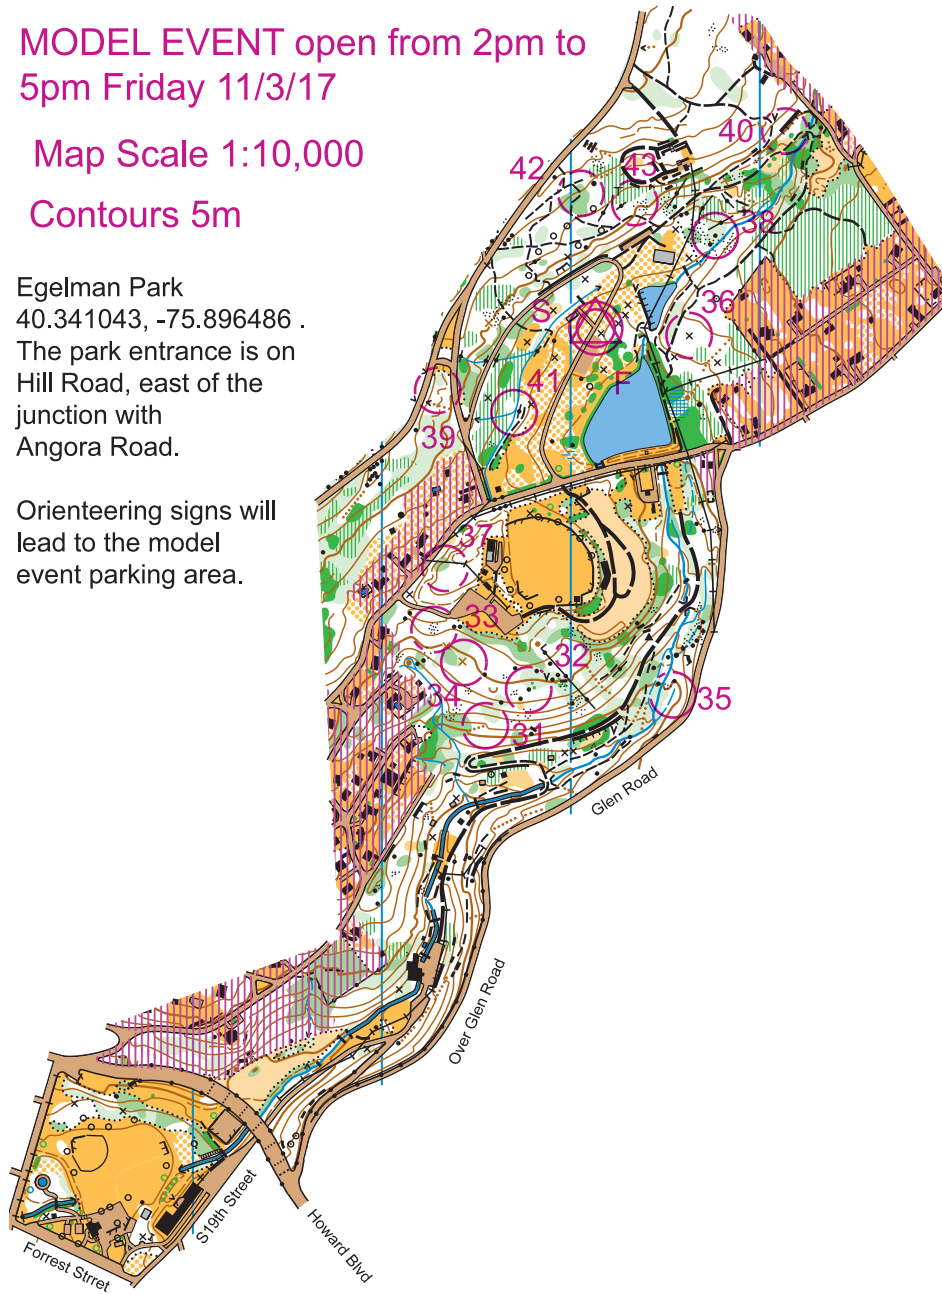 MODEL EVENT open from 2pm to
5pm Friday 11/3/17
Map Scale 1:10,000
Contours 5m
Egelman Park
40.341043, -75.896486 .
The park entrance is on
Hill Road, east of the
junction with
Angora Road.
Orienteering signs will
lead to the model
event parking area.
40
42
43
38
36
S
41
F
39
37
33
32
34
35
31
Glen Road
Over Glen Road
S19th Street
Howard Blvd
Forrest Strret